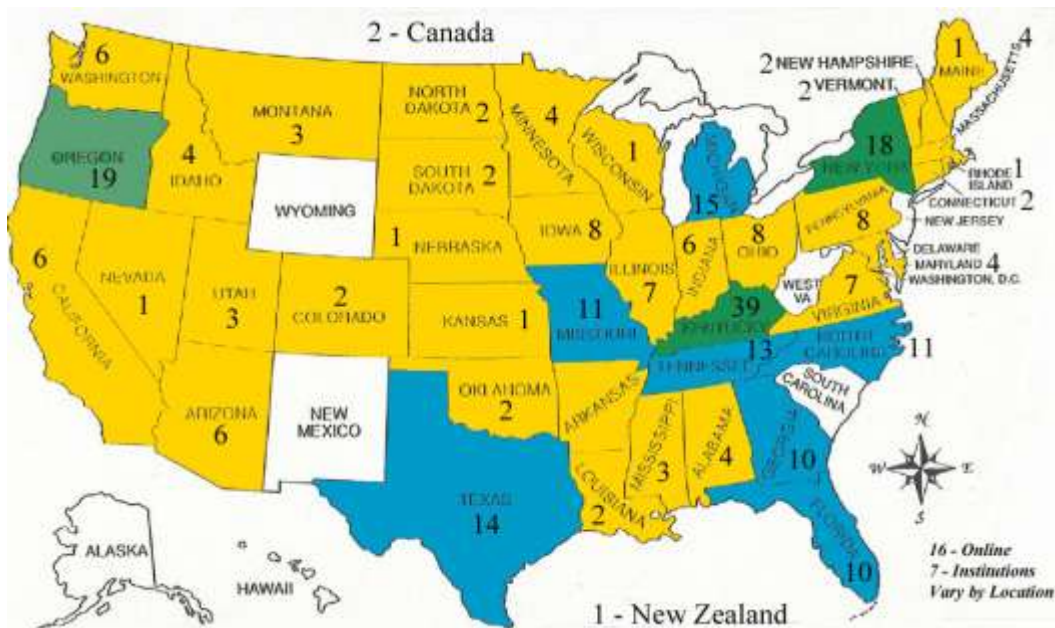 2 - Canada
6
WASHINGTON
OREGON
19
4
IDAHO
MONTANA
3
WYOMING
6
CALIFORNIA
NEVADA
1
UTAH
3
2
COLORADO
ARIZONA
6
NEW
MEXICO
NORTH
DAKOTA 2
SOUTH
DAKOTA 2
1 NEBRASKA
KANSAS 1
OKLAHOMA
2
TEXAS
14
4
MINNESOTA
IOWA 8
11
MISSOURI
ARKANSAS
LOUISIANA
2
1
WISCONSIN
ILLINOIS
7
MICHIGAN
15
6
INDIANA
8
OHIO
39
KENTUCKY
13
TENNESSEE
3
MISSISSIPPI
4
ALABAMA
GEORGIA
10
FLORIDA
10
SOUTH
CAROLINA
NORTH
CAROLINA 11
7
VIRGINIA
WEST
VA
PENNSYLVANIA
8
18
NEW YORK
2 NEW HAMPSHIRE
2 VERMONT
1
MAINE
MASSACHUSETTS 4
RHODE 1
ISLAND
CONNECTICUT 2
NEW JERSEY
DELAWARE
MARYLAND 4
WASHINGTON, D.C.
ALASKA
HAWAII
1 - New Zealand
N
W E
S
16 - Online
7 - Institutions
Vary by Location